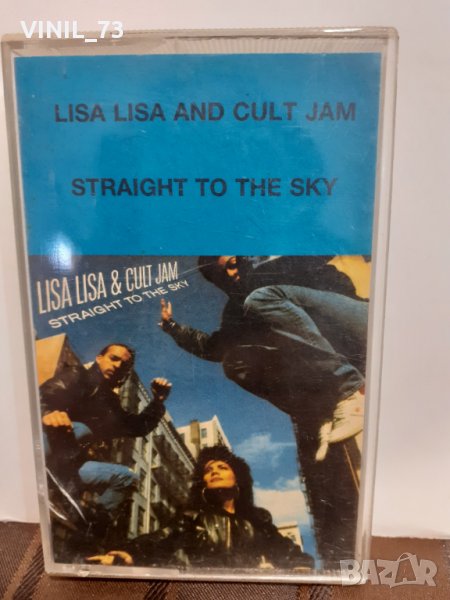 VINIL_73
LISA LISA AND CULT JAM
STRAIGHT TO THE SKY
LISA LISA & CULT JAM
STRAIGHT TO THE SKY
BAZAR